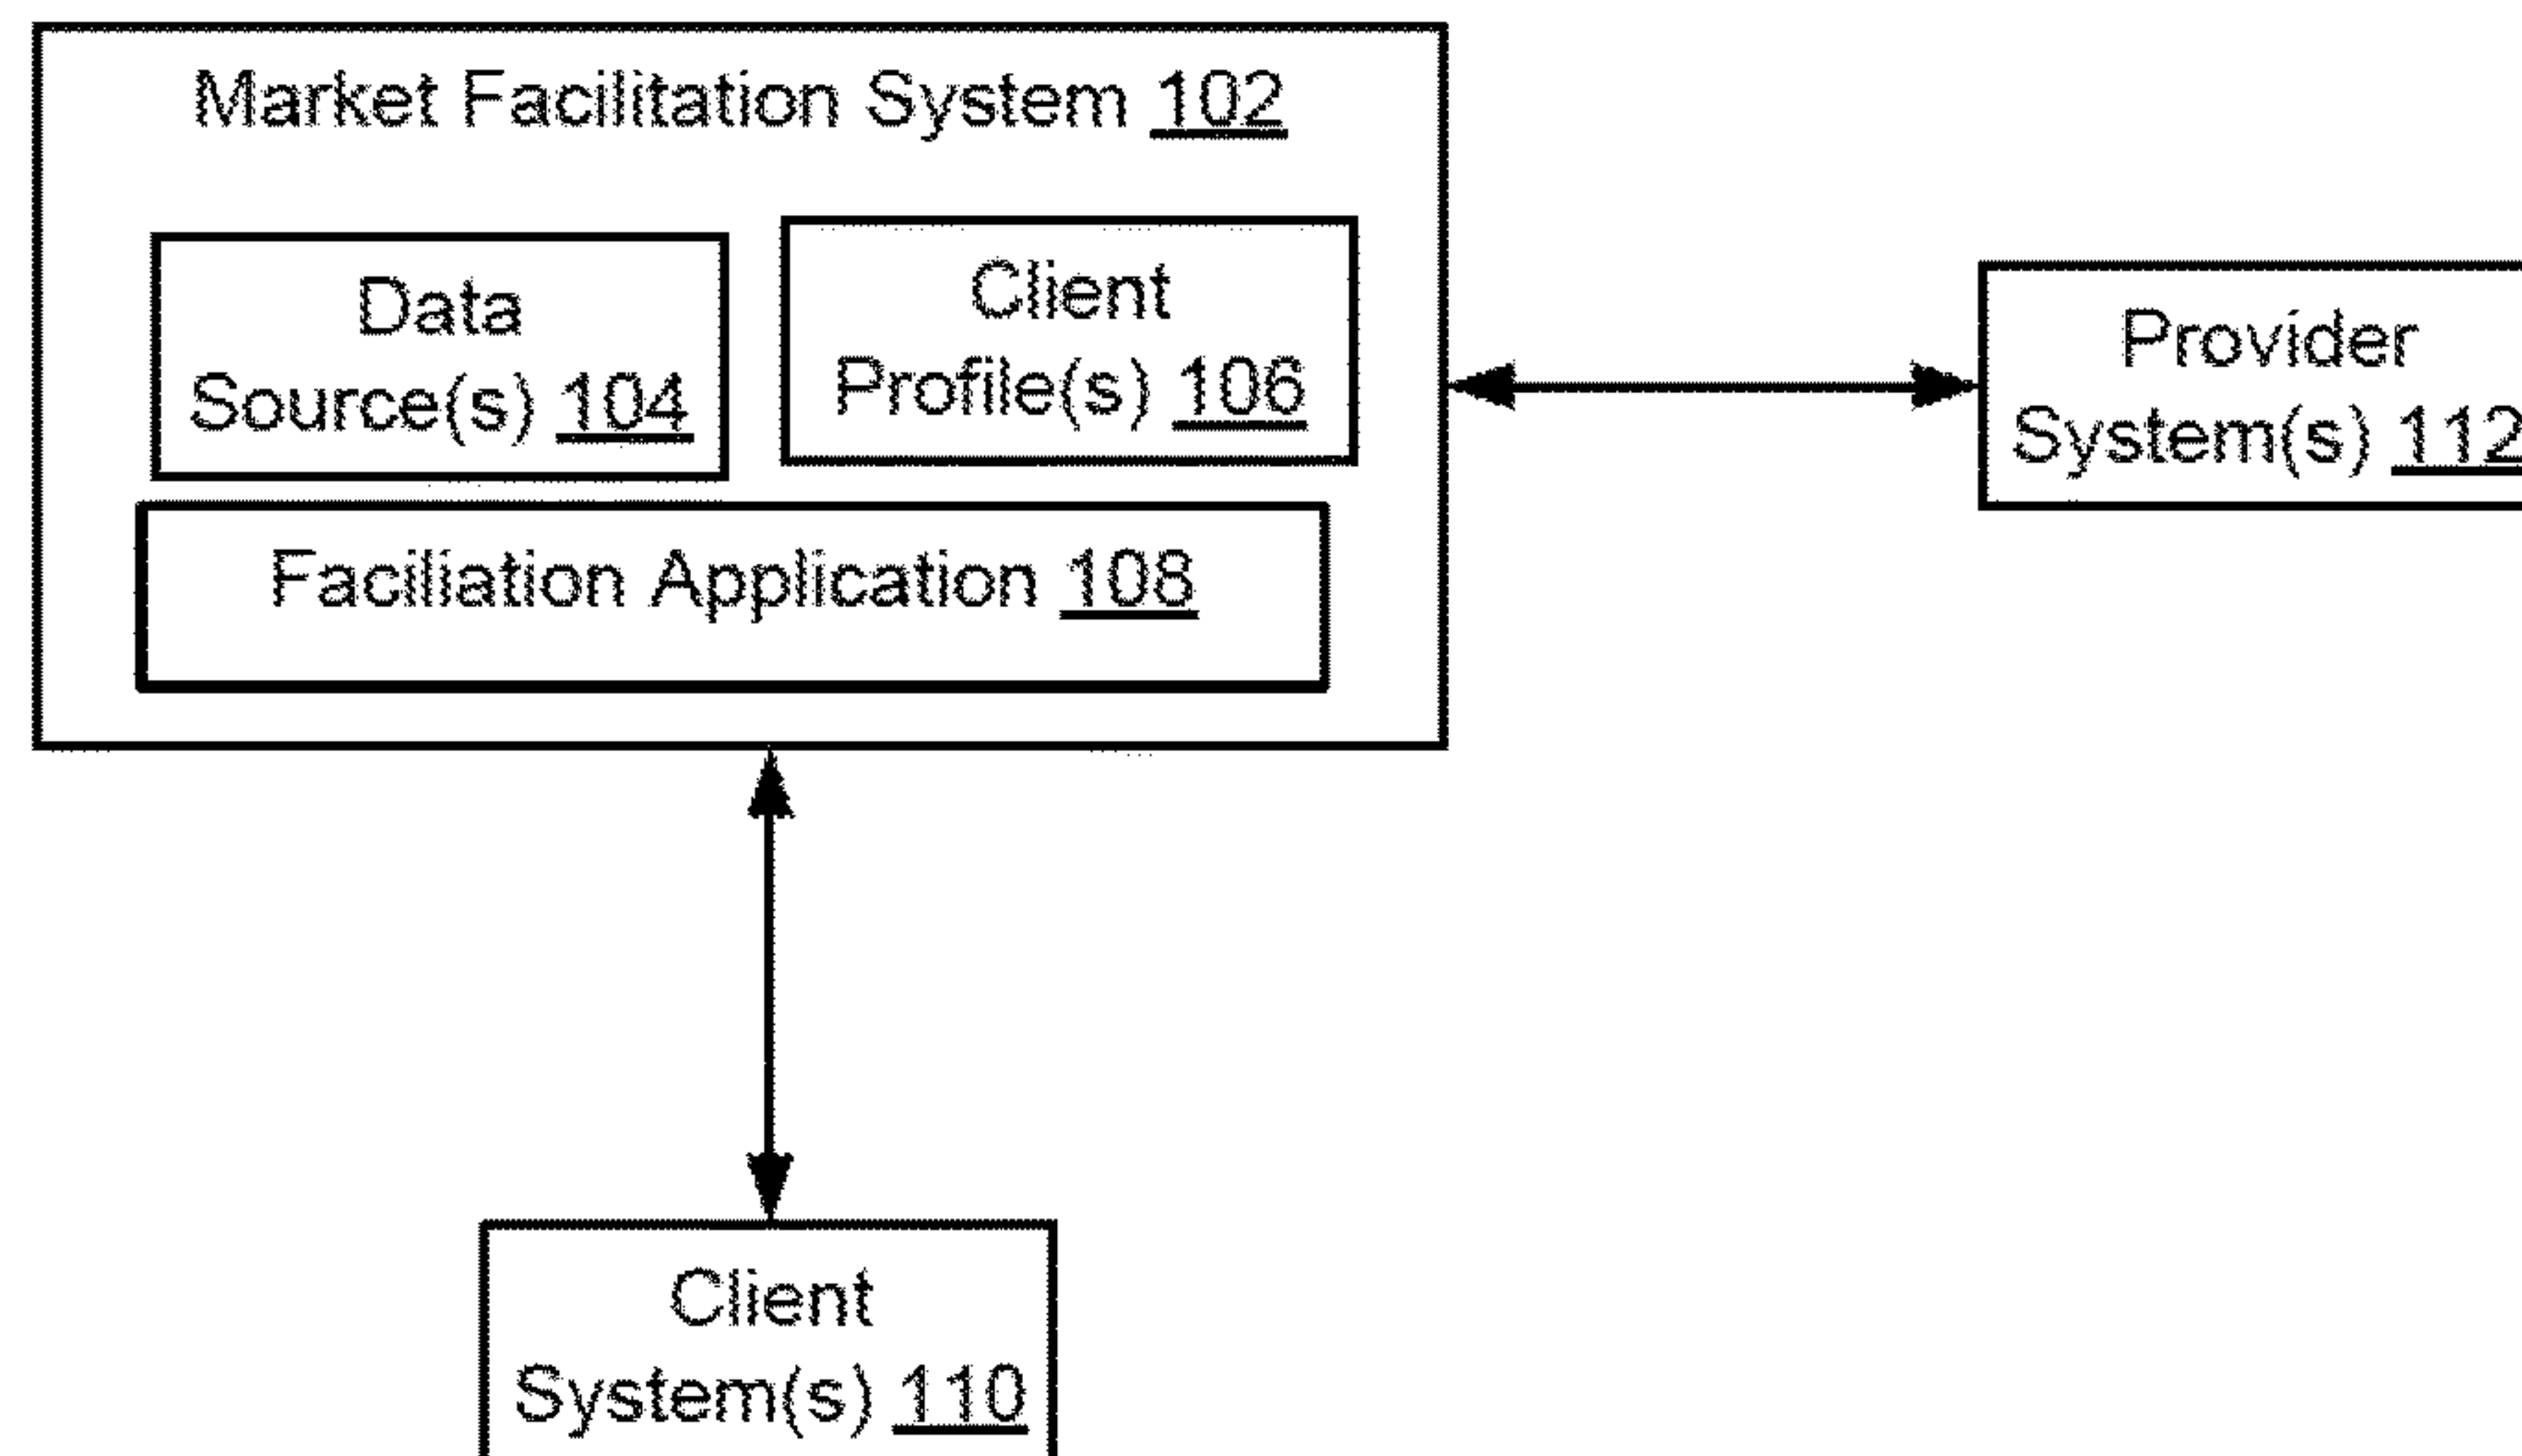 Market Facilitation System 102
Data
Source(s) 104
Client
Profile(s) 106
Faciliation Application 108
Provider
System(s) 112
Client
System(s) 110